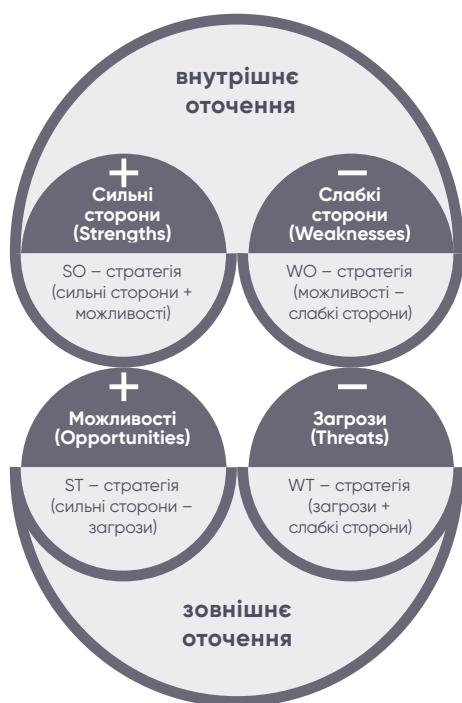 внутрішнє
оточення
+
Сильні
сторони
(Strengths)
SO – стратегія
(сильні сторони +
можливості)
–
Слабкі
сторони
(Weaknesses)
WO – стратегія
(можливості –
слабкі сторони)
+
Можливості
(Opportunities)
ST – стратегія
(сильні сторони –
загрози)
–
Загрози
(Threats)
WT – стратегія
(загрози +
слабкі сторони)
зовнішнє
оточення